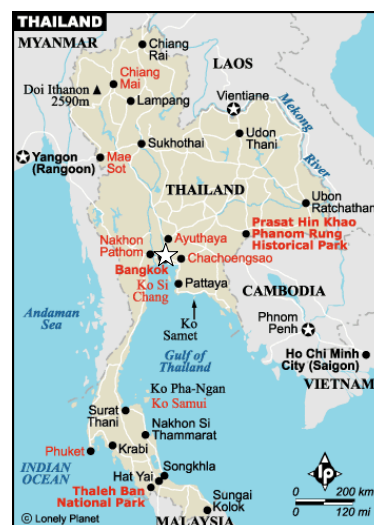 THAILAND
MYANMAR
Chiang
Rai
LAOS
Chiang
Mai
Doi Ithanon
2590m
Lampang
Vientiane
Mekong
River
Udon
Thani
Sukhothai
Yangon
(Rangoon)
Mae
Sot
THAILAND
Ubon
Ratchathan
Prasat Hin Khao
Phanom Rung
Historical Park
Ayuthaya
Nakhon
Pathom
Bangkok
Chachoengsao
Ko Si
Chang
Pattaya
CAMBODIA
Andaman
Sea
Ko
Samet
Phnom
Penh
Gulf of
Thailand
Ho Chi Minh
City (Saigon)
VIETNAM
Ko Pha-Ngan
Ko Samui
Surat
Thani
Nakhon Si
Thammarat
Phuket
Krabi
INDIAN
OCEAN
Songkhla
Hat Yai
Thaleh Ban
National Park
Sungai
Kolok
lp
0 200 km
0 120 mi
© Lonely Planet
MALAYSIA